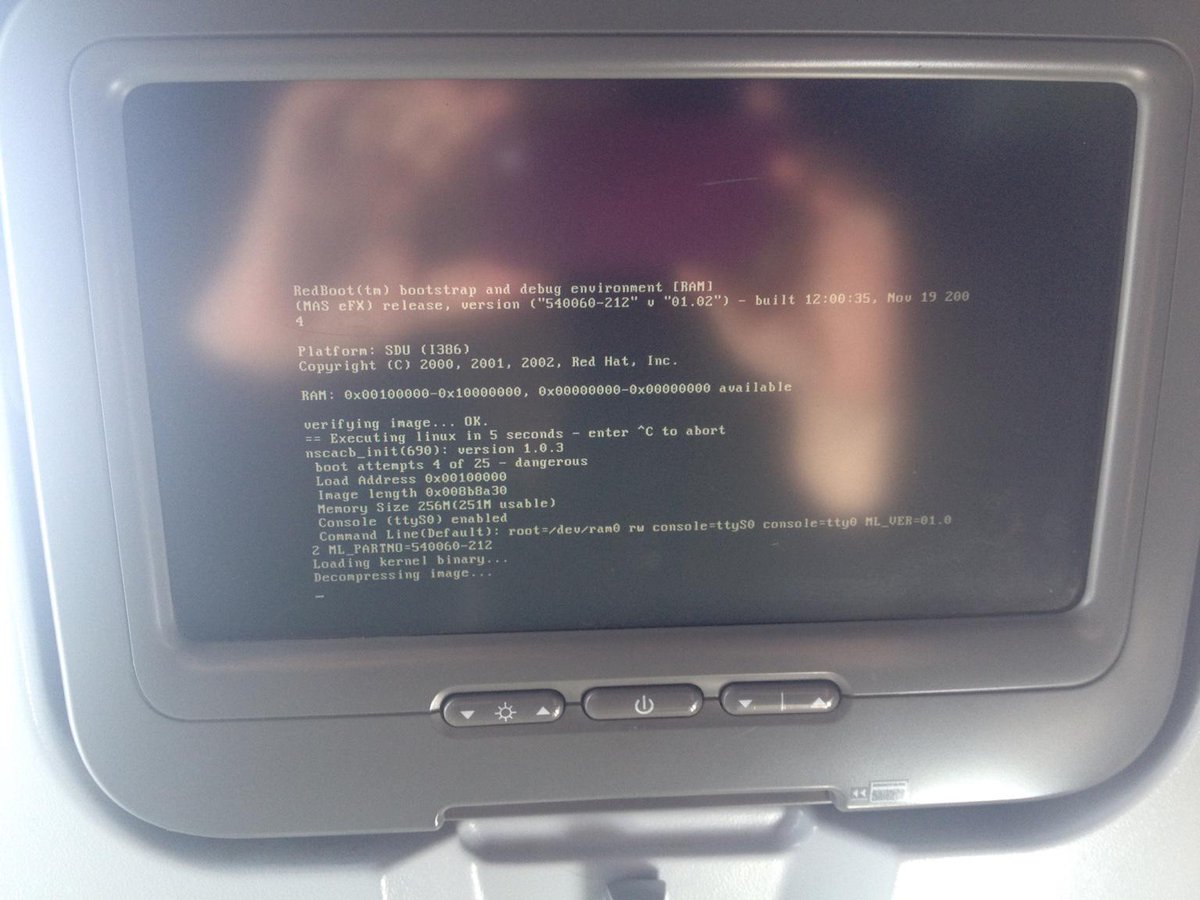 RedBoot(tm) bootstrap and debug environment [RAM]
(MAS eFX) release, version ("540060-212" v "01.02") - built 12:00:35, Nov 19 200
4
Platform: SDU (I386)
Copyright (C) 2000, 2001, 2002, Red Hat, Inc.
RAM: 0x00100000-0x10000000, 0x00000000-0x00000000 available
verifying image... OK.
== Executing linux in 5 seconds - enter ^C to abort
nscacb_init(690): version 1.0.3
boot attempts 4 of 25 - dangerous
Load Address 0x00100000
Image length 0x008b8a30
Memory Size 256M(251M usable)
Console (ttyS0) enabled
Command Line(Default): root=/dev/ram0 rw console=ttyS0 console=tty0 ML_VER=01.0
2 ML_PARTNO=540060-212
Loading kernel binary...
Decompressing image...
_